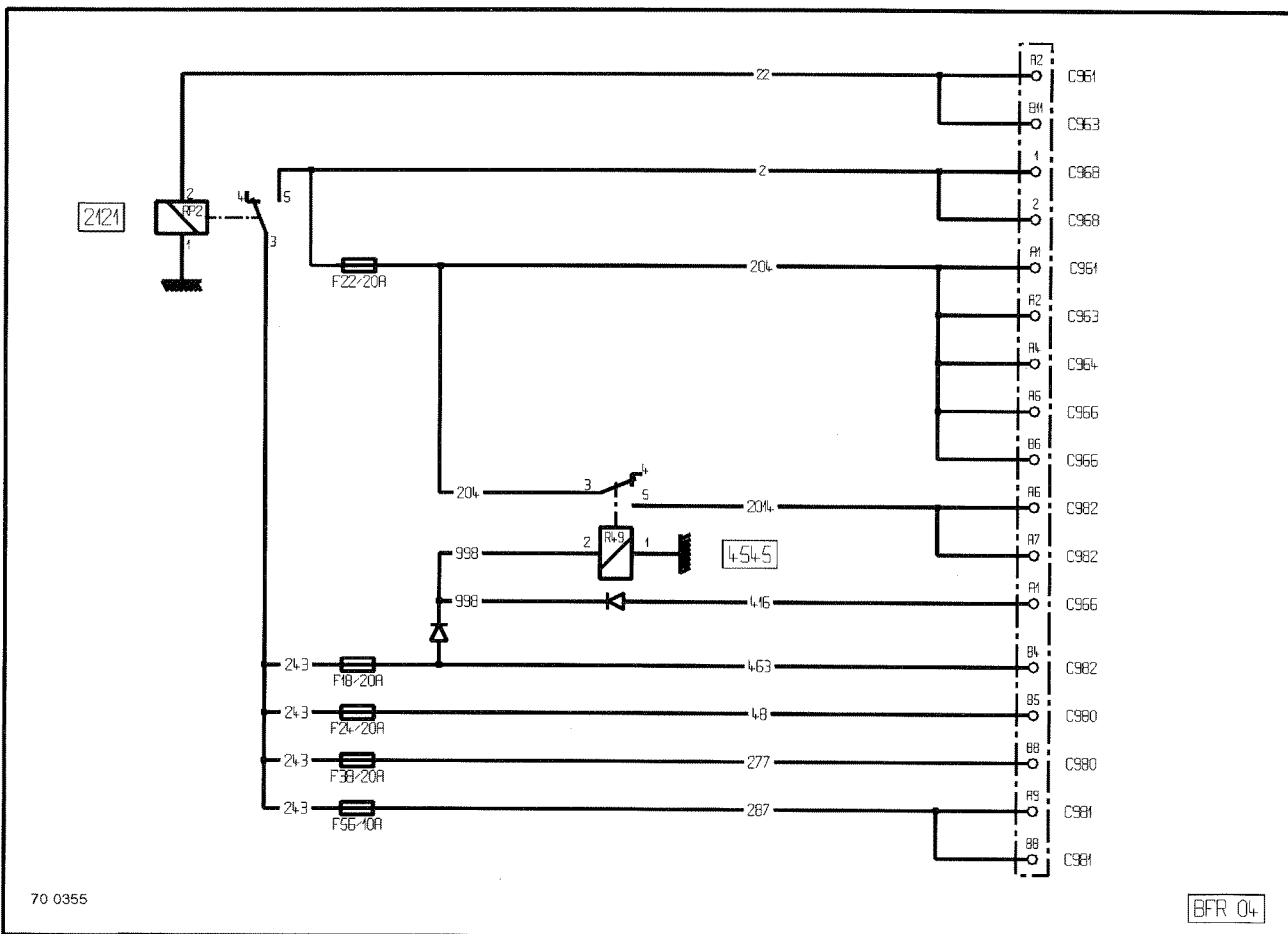 A2
22
C961
B11
C963
1
2
C968
4
5
2121
2
RP2
1
3
2
C968
A1
204
C961
F22/20A
A2
C963
A4
C964
A6
C966
B6
C966
4
204
3
5
A6
2014
C982
R49
998
2
1
4545
A7
C982
A1
998
416
C966
B4
243
463
C982
F18/20A
B5
243
48
C980
F24/20A
B8
243
277
C980
F38/20A
A9
243
287
C981
F56/10A
B8
C981
70 0355
BFR 04